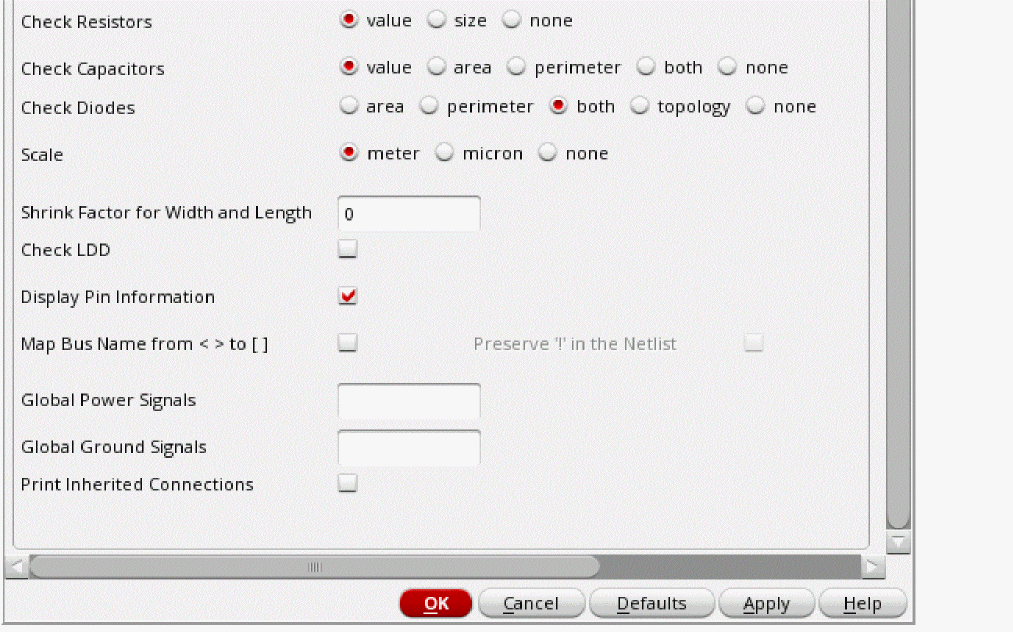 Check Resistors value size none
Check Capacitors value area perimeter both none
Check Diodes area perimeter both topology none
Scale meter micron none
Shrink Factor for Width and Length 0
Check LDD
Display Pin Information
Map Bus Name from < > to [ ] Preserve '!' in the Netlist
Global Power Signals
Global Ground Signals
Print Inherited Connections
OK Cancel Defaults Apply Help